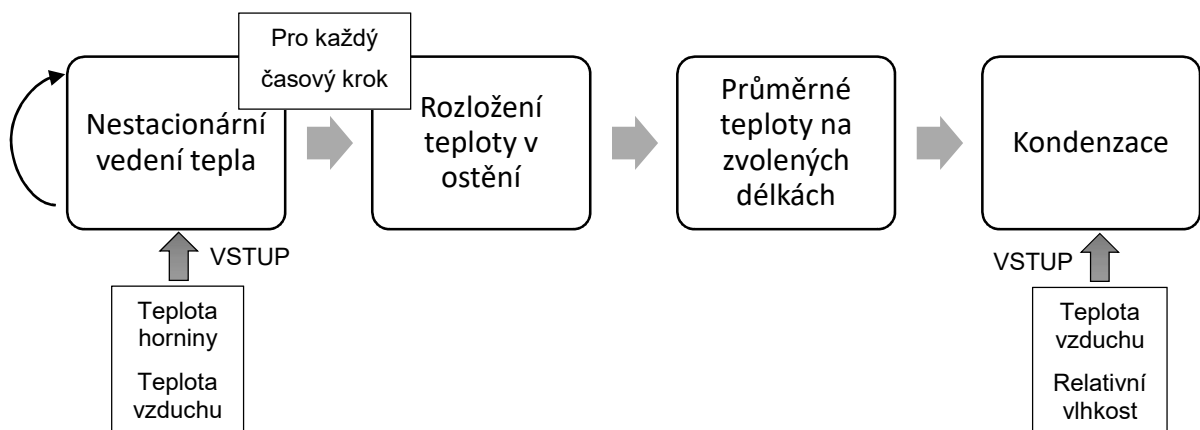 Pro každý
časový krok
Nestacionární
vedení tepla
Rozložení
teploty v
ostění
Průměrné
teploty na
zvolených
délkách
Kondenzace
VSTUP
VSTUP
Teplota
horniny
Teplota
vzduchu
Teplota
vzduchu
Relativní
vlhkost